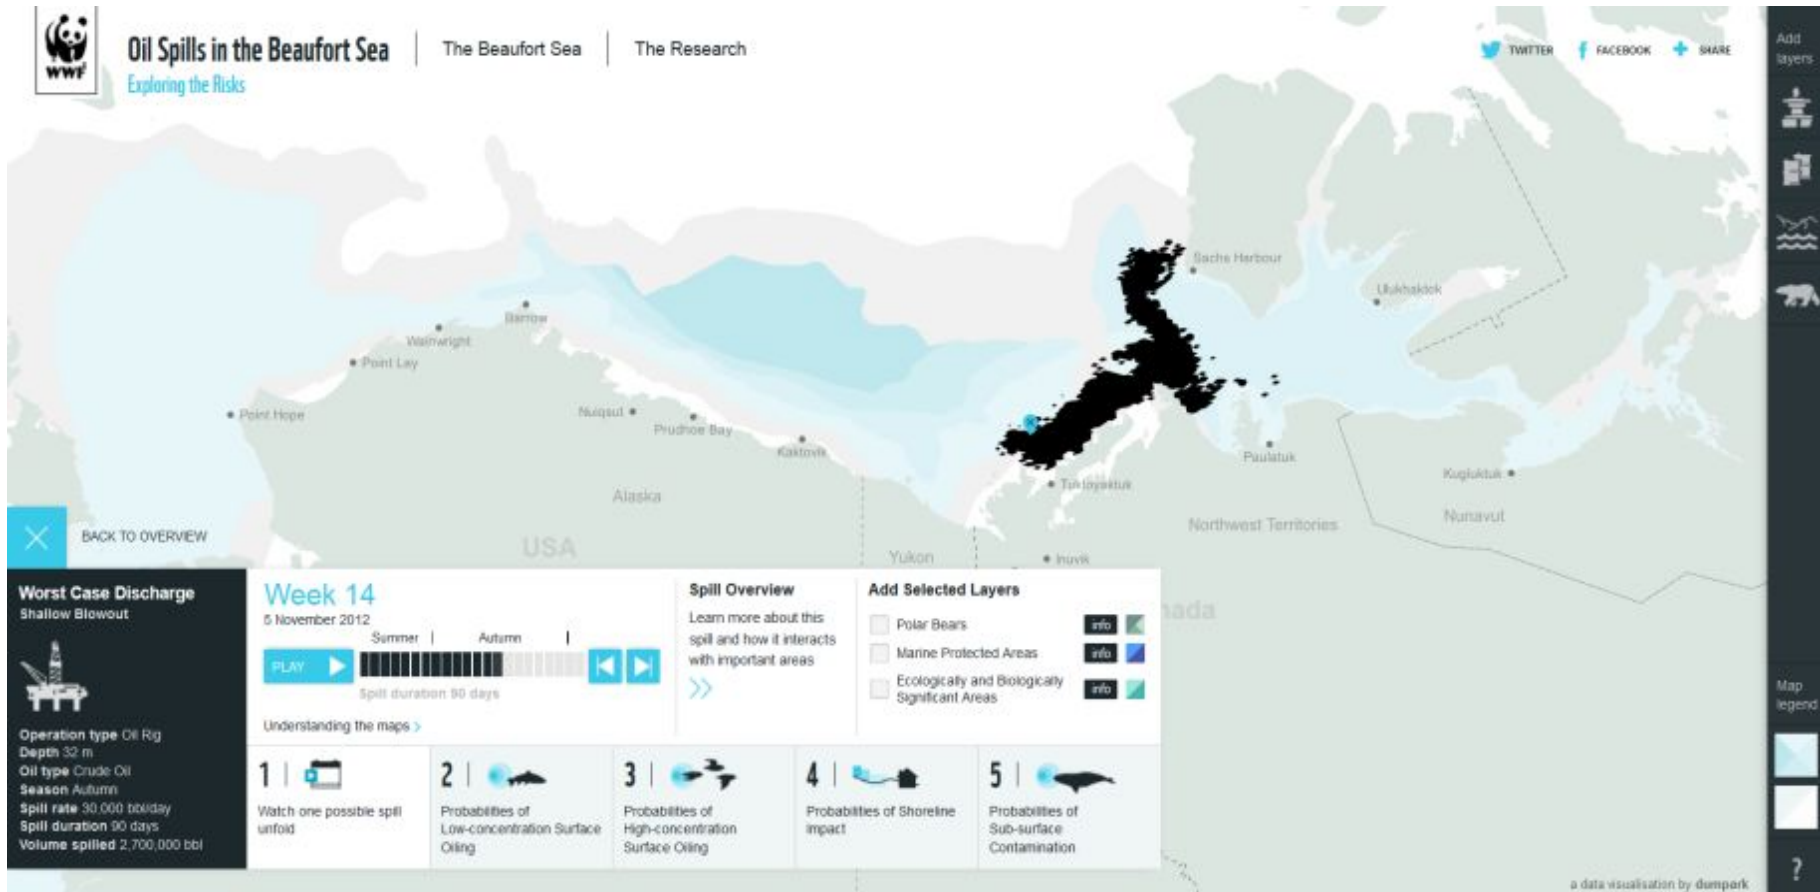 WWF
Oil Spills in the Beaufort Sea
Exploring the Risks
The Beaufort Sea
The Research
TWITTER
FACEBOOK
SHARE
Add
layers
Sachs Harbour
Ulukhaktok
Barrow
Wainwright
Point Lay
Point Hope
Nuiqsut
Prudhoe Bay
Kaktovik
Paulatuk
Tuktoyaktuk
Kugluktuk
Alaska
Northwest Territories
Nunavut
USA
Yukon
Inuvik
nada
BACK TO OVERVIEW
Worst Case Discharge
Shallow Blowout
Operation type Oil Rig
Depth 32 m
Oil type Crude Oil
Season Autumn
Spill rate 30,000 bbl/day
Spill duration 90 days
Volume spilled 2,700,000 bbl
Week 14
5 November 2012
Summer
Autumn
PLAY
Spill duration 90 days
Understanding the maps >
Spill Overview
Learn more about this
spill and how it interacts
with important areas
Add Selected Layers
Polar Bears
info
Marine Protected Areas
info
Ecologically and Biologically
Significant Areas
info
1
Watch one possible spill
unfold
2
Probabilities of
Low-concentration Surface
Oiling
3
Probabilities of
High-concentration
Surface Oiling
4
Probabilities of Shoreline
Impact
5
Probabilities of
Sub-surface
Contamination
Map
legend
?
a data visualisation by dumpark